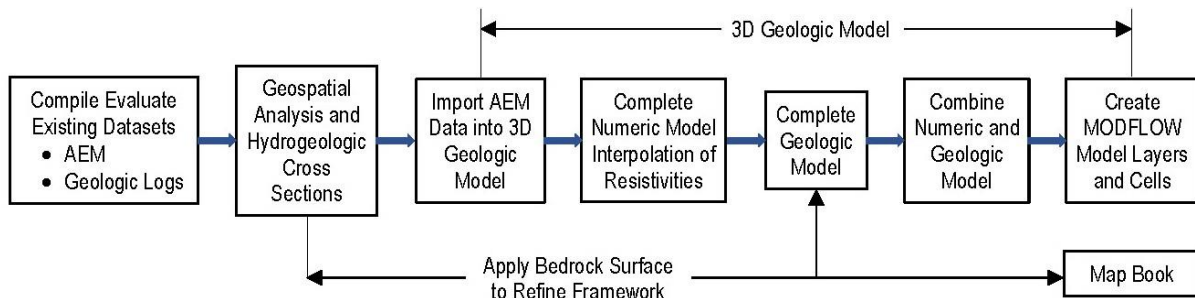 3D Geologic Model
Compile Evaluate
Existing Datasets
● AEM
● Geologic Logs
Geospatial
Analysis and
Hydrogeologic
Cross
Sections
Import AEM
Data into 3D
Geologic
Model
Complete
Numeric Model
Interpolation of
Resistivities
Complete
Geologic
Model
Combine
Numeric and
Geologic
Model
Create
MODFLOW
Model Layers
and Cells
Apply Bedrock Surface
to Refine Framework
Map Book